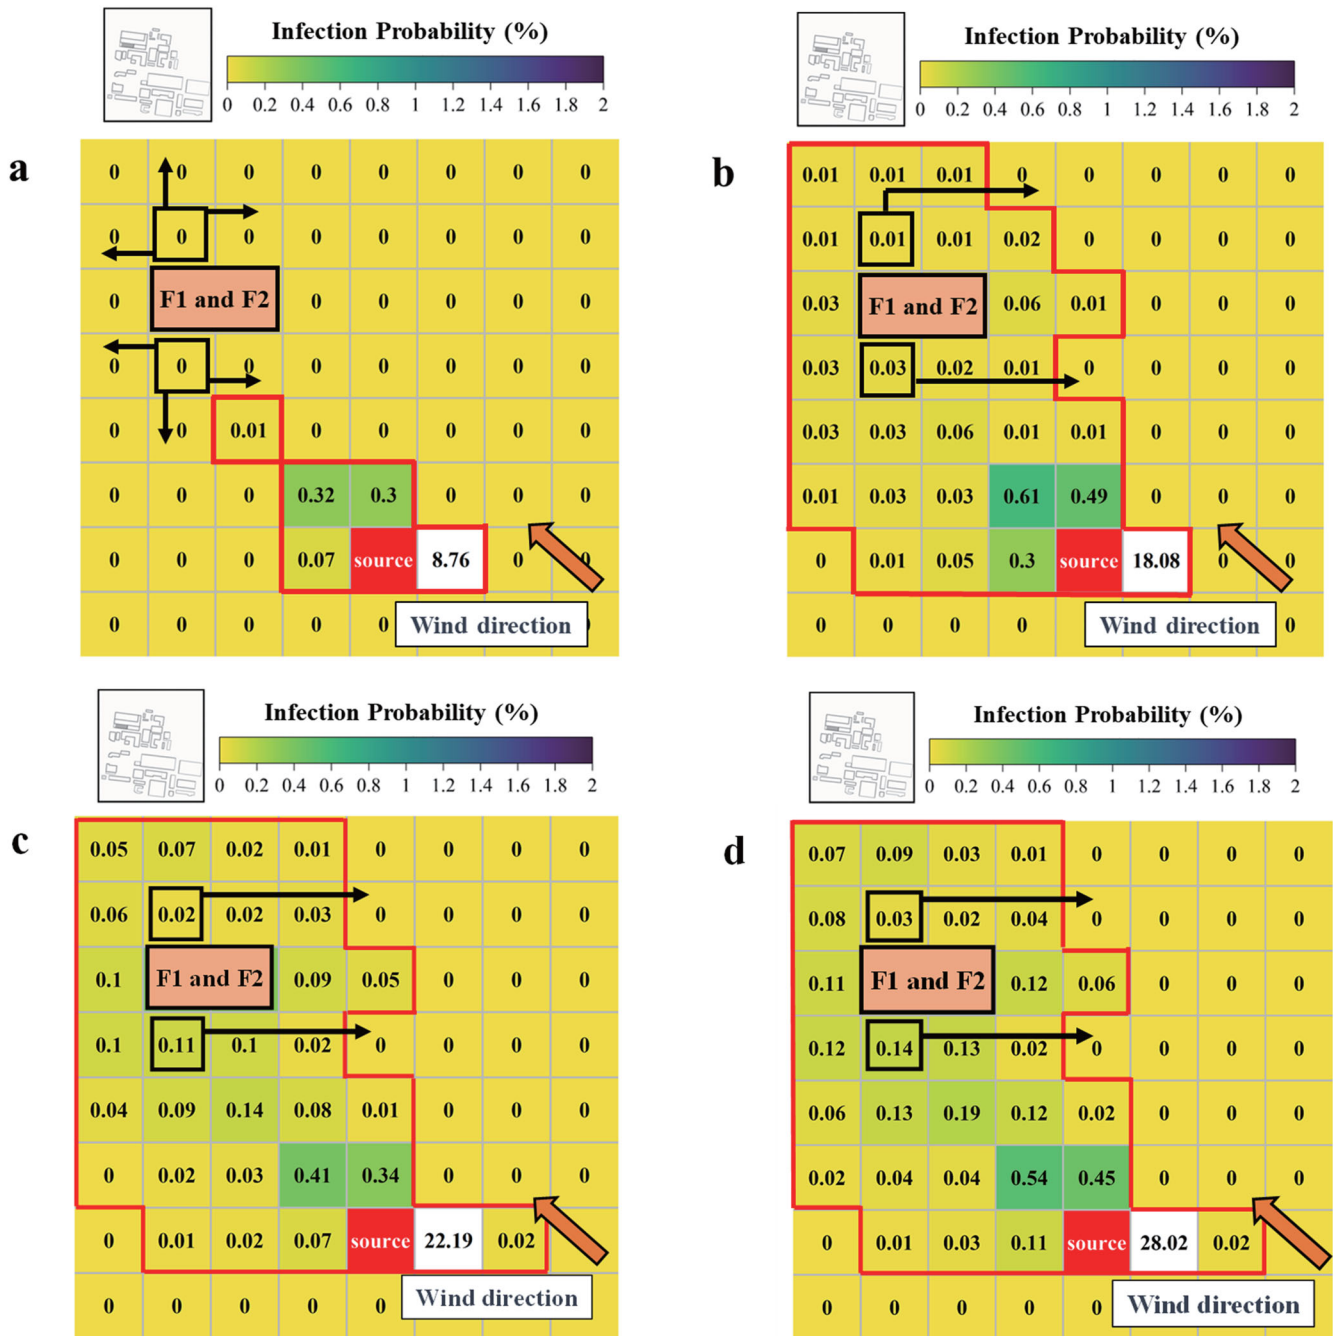 Infection Probability (%)
0 0.2 0.4 0.6 0.8 1 1.2 1.4 1.6 1.8 2
a
0 0 0 0 0 0 0 0
0 0 0 0 0 0 0 0
0 F1 and F2 0 0 0 0 0
0 0 0 0 0 0 0 0
0 0 0.01 0 0 0 0 0
0 0 0 0.32 0.3 0 0 0
0 0 0 0.07 source 8.76 0 0
0 0 0 0 0 Wind direction 0
Infection Probability (%)
0 0.2 0.4 0.6 0.8 1 1.2 1.4 1.6 1.8 2
b
0.01 0.01 0.01 0 0 0 0 0
0.01 0.01 0.01 0.02 0 0 0 0
0.03 F1 and F2 0.06 0.01 0 0 0
0.03 0.03 0.02 0.01 0 0 0 0
0.03 0.03 0.06 0.01 0.01 0 0 0
0.01 0.03 0.03 0.61 0.49 0 0 0
0 0.01 0.05 0.3 source 18.08 0 0
0 0 0 0 Wind direction 0
Infection Probability (%)
0 0.2 0.4 0.6 0.8 1 1.2 1.4 1.6 1.8 2
c
0.05 0.07 0.02 0.01 0 0 0 0
0.06 0.02 0.02 0.03 0 0 0 0
0.1 F1 and F2 0.09 0.05 0 0 0
0.1 0.11 0.1 0.02 0 0 0 0
0.04 0.09 0.14 0.08 0.01 0 0 0
0 0.02 0.03 0.41 0.34 0 0 0
0 0.01 0.02 0.07 source 22.19 0.02
0 0 0 0 0 Wind direction 0
Infection Probability (%)
0 0.2 0.4 0.6 0.8 1 1.2 1.4 1.6 1.8 2
d
0.07 0.09 0.03 0.01 0 0 0 0
0.08 0.03 0.02 0.04 0 0 0 0
0.11 F1 and F2 0.12 0.06 0 0 0
0.12 0.14 0.13 0.02 0 0 0 0
0.06 0.13 0.19 0.12 0.02 0 0 0
0.02 0.04 0.04 0.54 0.45 0 0 0
0 0.01 0.03 0.11 source 28.02 0.02
0 0 0 0 Wind direction